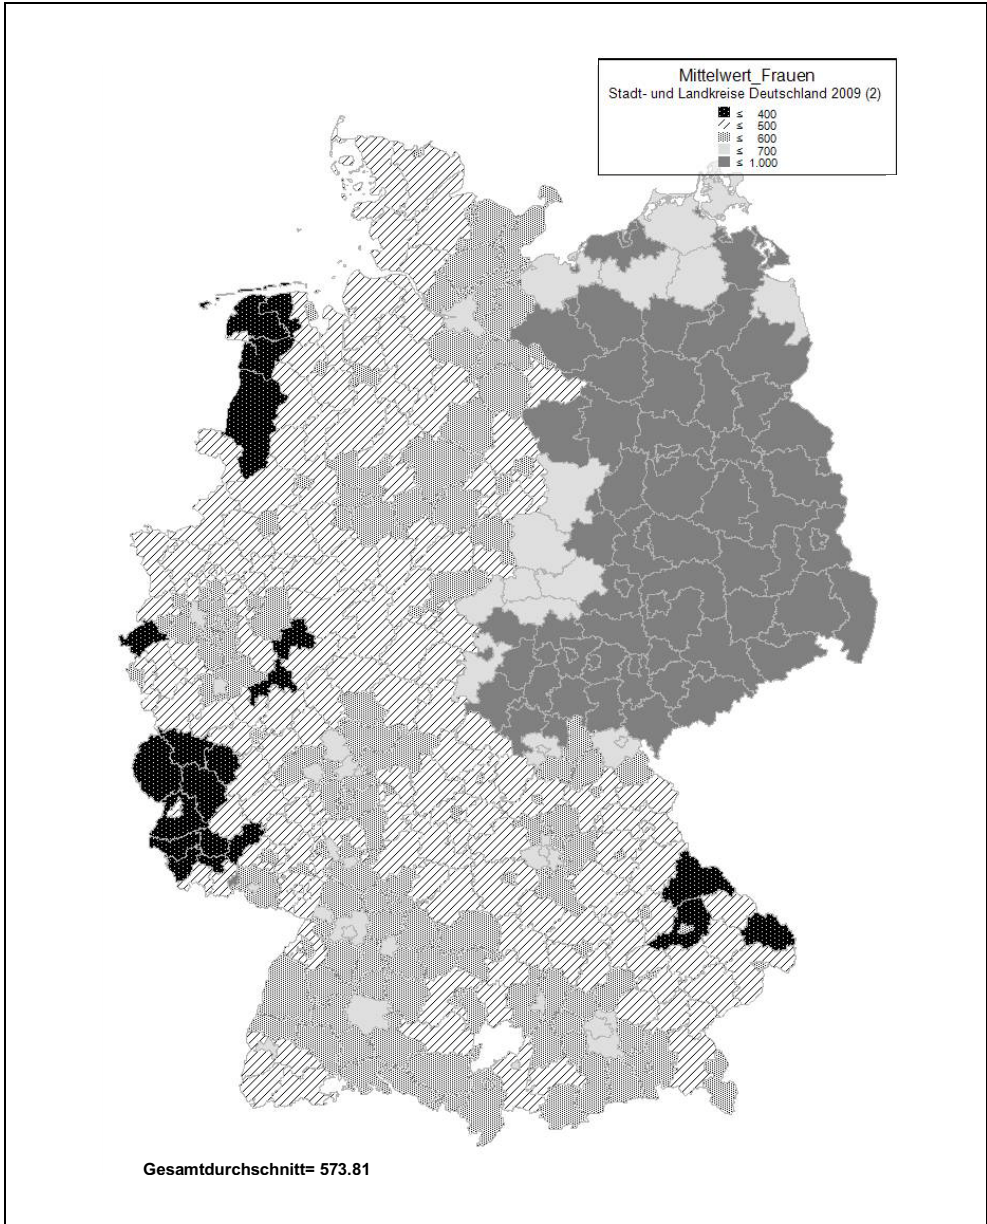 Mittelwert_Frauen
Stadt- und Landkreise Deutschland 2009 (2)
≤ 400
≤ 500
≤ 600
≤ 700
≤ 1.000
Gesamtdurchschnitt= 573.81